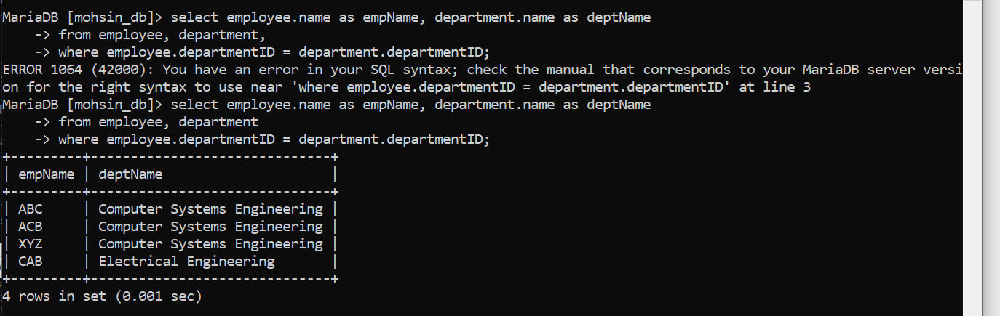 MariaDB [mohsin_db]> select employee.name as empName, department.name as deptName
    -> from employee, department,
    -> where employee.departmentID = department.departmentID;
ERROR 1064 (42000): You have an error in your SQL syntax; check the manual that corresponds to your MariaDB server versi
on for the right syntax to use near 'where employee.departmentID = department.departmentID' at line 3
MariaDB [mohsin_db]> select employee.name as empName, department.name as deptName
    -> from employee, department
    -> where employee.departmentID = department.departmentID;
+---------+------------------------------+
| empName | deptName                     |
+---------+------------------------------+
| ABC     | Computer Systems Engineering |
| ACB     | Computer Systems Engineering |
| XYZ     | Computer Systems Engineering |
| CAB     | Electrical Engineering       |
+---------+------------------------------+
4 rows in set (0.001 sec)